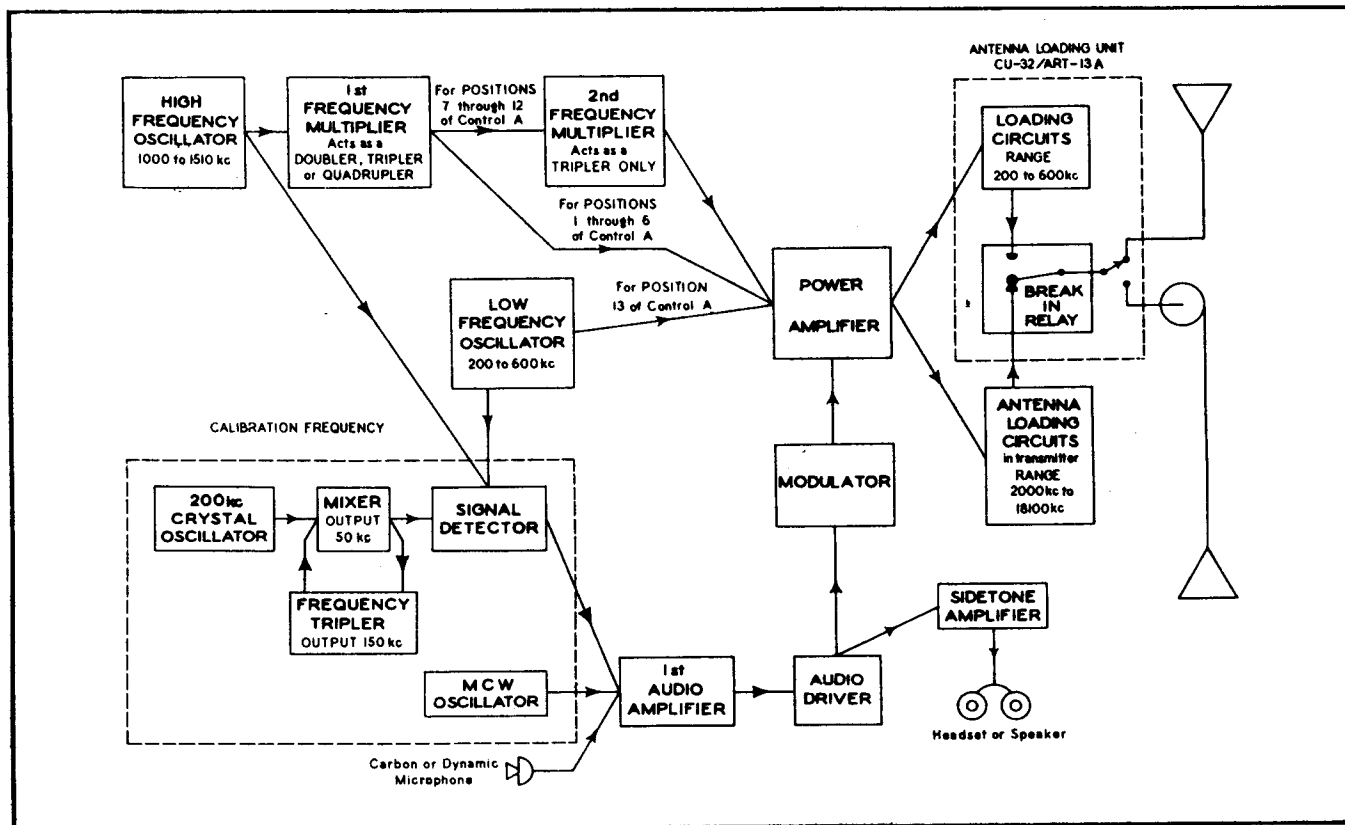 ANTENNA LOADING UNIT
CU-32/ART-13A
HIGH
FREQUENCY
OSCILLATOR
1000 to 1510 kc
1st
FREQUENCY
MULTIPLIER
Acts as a
DOUBLER, TRIPLER
or QUADRUPLER
For POSITIONS
7 through 12
of Control A
2nd
FREQUENCY
MULTIPLIER
Acts as a
TRIPLER ONLY
LOADING
CIRCUITS
RANGE
200 to 600kc
For POSITIONS
1 through 6
of Control A
For POSITION
13 of Control A
LOW
FREQUENCY
OSCILLATOR
200 to 600kc
POWER
AMPLIFIER
BREAK
IN
RELAY
ANTENNA
LOADING
CIRCUITS
in transmitter
RANGE
2000kc to
18100kc
CALIBRATION FREQUENCY
200kc
CRYSTAL
OSCILLATOR
MIXER
OUTPUT
50 kc
SIGNAL
DETECTOR
MODULATOR
FREQUENCY
TRIPLER
OUTPUT 150 kc
SIDETONE
AMPLIFIER
MCW
OSCILLATOR
1st
AUDIO
AMPLIFIER
AUDIO
DRIVER
Headset or Speaker
Carbon or Dynamic
Microphone